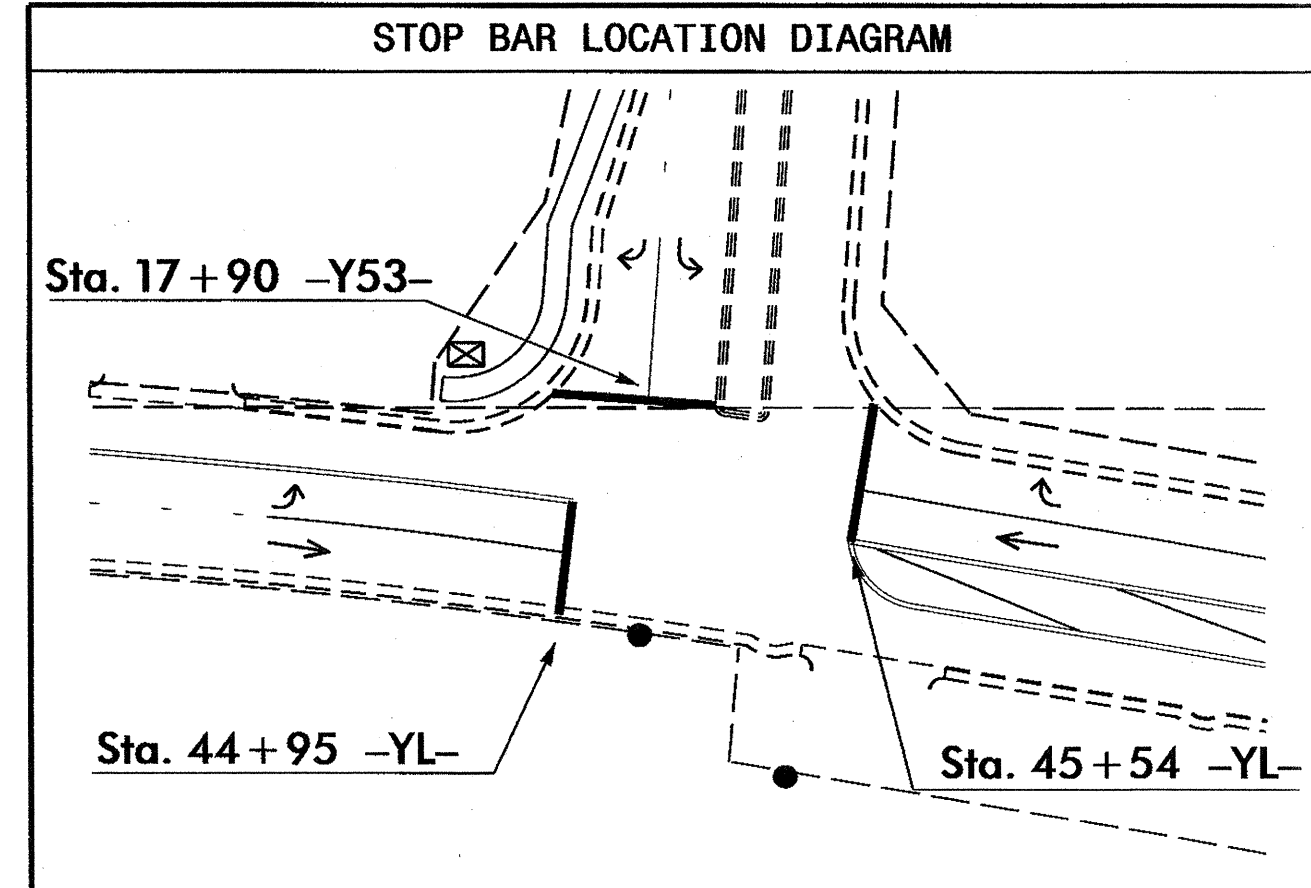 STOP BAR LOCATION DIAGRAM
Sta. 17+90 -Y53-
Sta. 44+95 -YL-
Sta. 45+54 -YL-